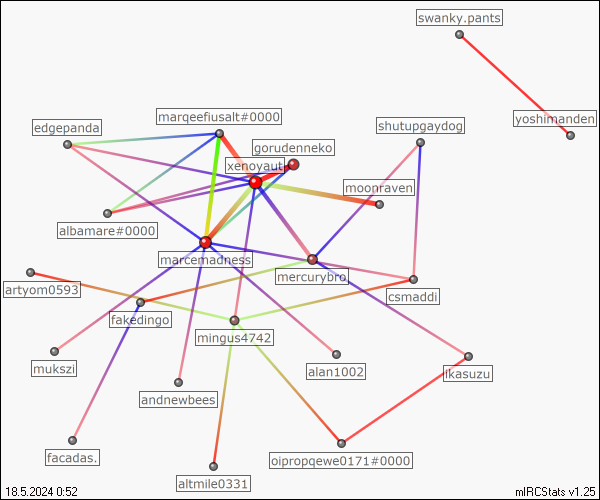 swanky.pants
marqeefiusalt#0000
yoshimanden
edgepanda
shutupgaydog
gorudenneko
xenoyaut
moonraven
albamare#0000
marcemadness
mercurybro.
artyom0593
csmaddi
fakedingo
mingus4742
mukszi
alan1002
ikasuzu
andnewbees
facadas.
oipropqewe0171#0000
altmile0331
18.5.2024 0:52
mIRCStats v1.25